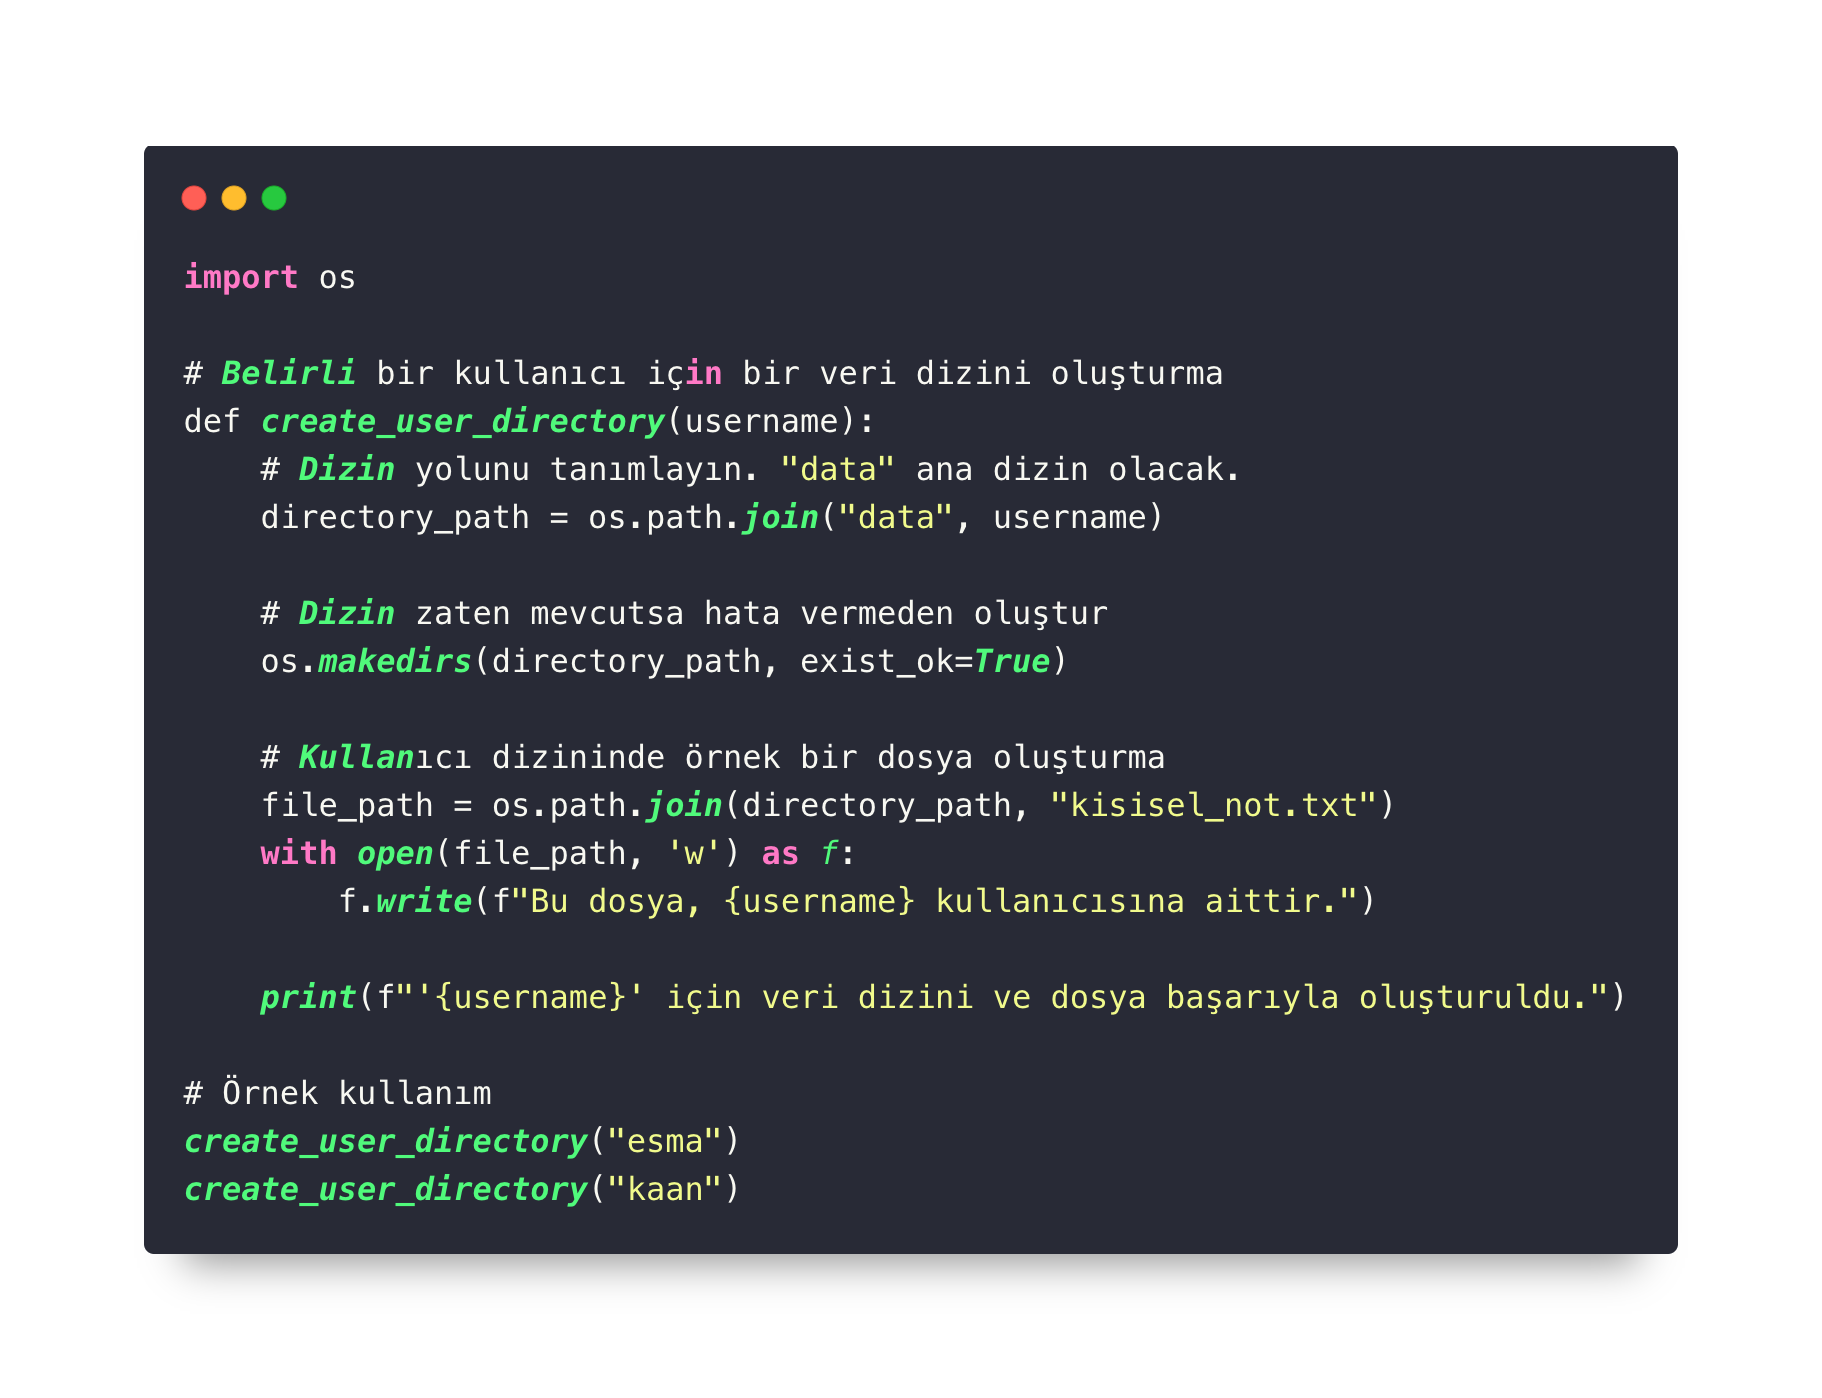 import os
# Belirli bir kullanıcı için bir veri dizini oluşturma
def create_user_directory(username):
    # Dizin yolunu tanımlayın. "data" ana dizin olacak.
    directory_path = os.path.join("data", username)
    # Dizin zaten mevcutsa hata vermeden oluştur
    os.makedirs(directory_path, exist_ok=True)
    # Kullanıcı dizininde örnek bir dosya oluşturma
    file_path = os.path.join(directory_path, "kisisel_not.txt")
    with open(file_path, 'w') as f:
        f.write(f"Bu dosya, {username} kullanıcısına aittir.")
    print(f"'{username}' için veri dizini ve dosya başarıyla oluşturuldu.")
# Örnek kullanım
create_user_directory("esma")
create_user_directory("kaan")